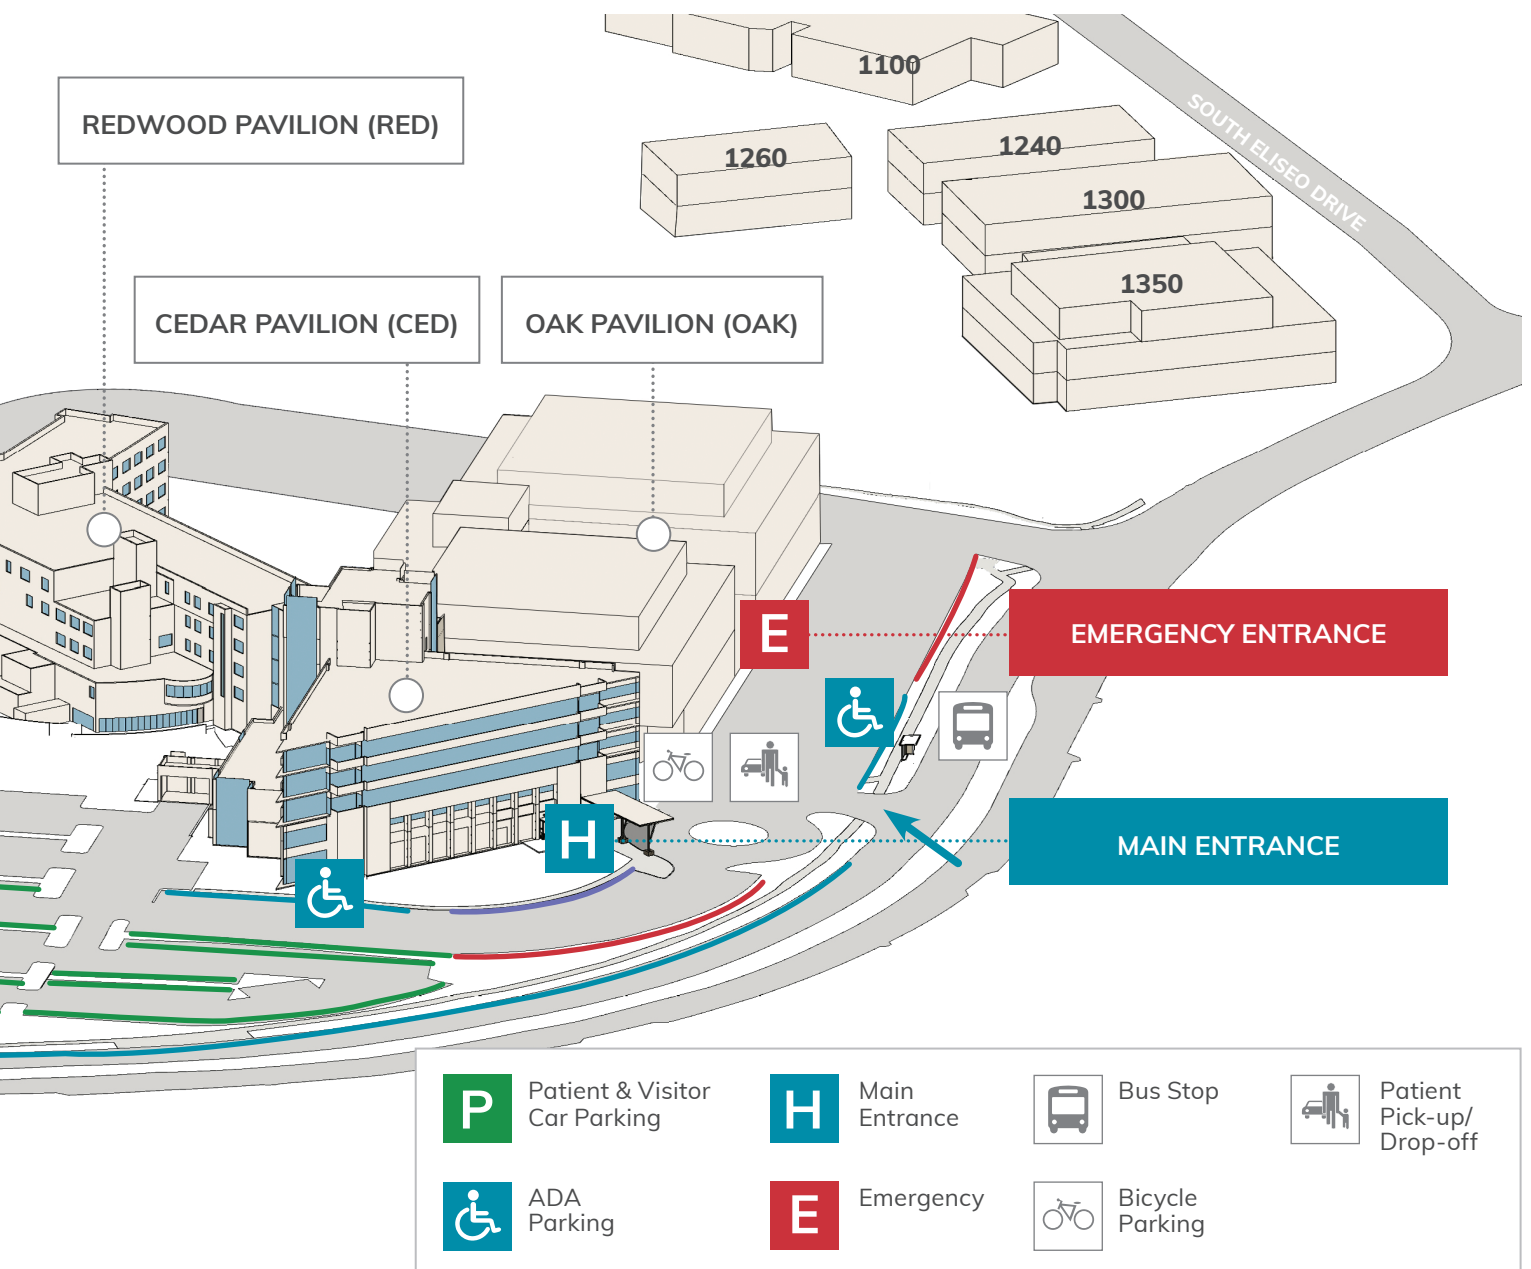 1100
SOUTH ELISEO DRIVE
REDWOOD PAVILION (RED)
1260
1240
1300
1350
CEDAR PAVILION (CED)
OAK PAVILION (OAK)
E
EMERGENCY ENTRANCE
H
MAIN ENTRANCE
P
Patient & Visitor
Car Parking
H
Main
Entrance
Bus Stop
Patient
Pick-up/
Drop-off
ADA
Parking
E
Emergency
Bicycle
Parking